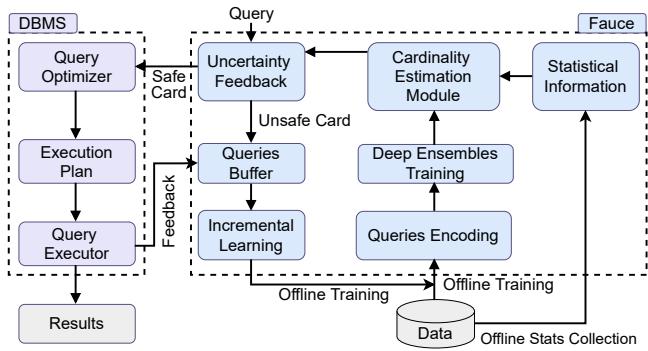 DBMS
Query
Fauce
Query
Optimizer
Safe
Card
Uncertainty
Feedback
Cardinality
Estimation
Module
Statistical
Information
Unsafe Card
Execution
Plan
Queries
Buffer
Deep Ensembles
Training
Feedback
Query
Executor
Incremental
Learning
Queries Encoding
Offline Training
Offline Training
Results
Data
Offline Stats Collection